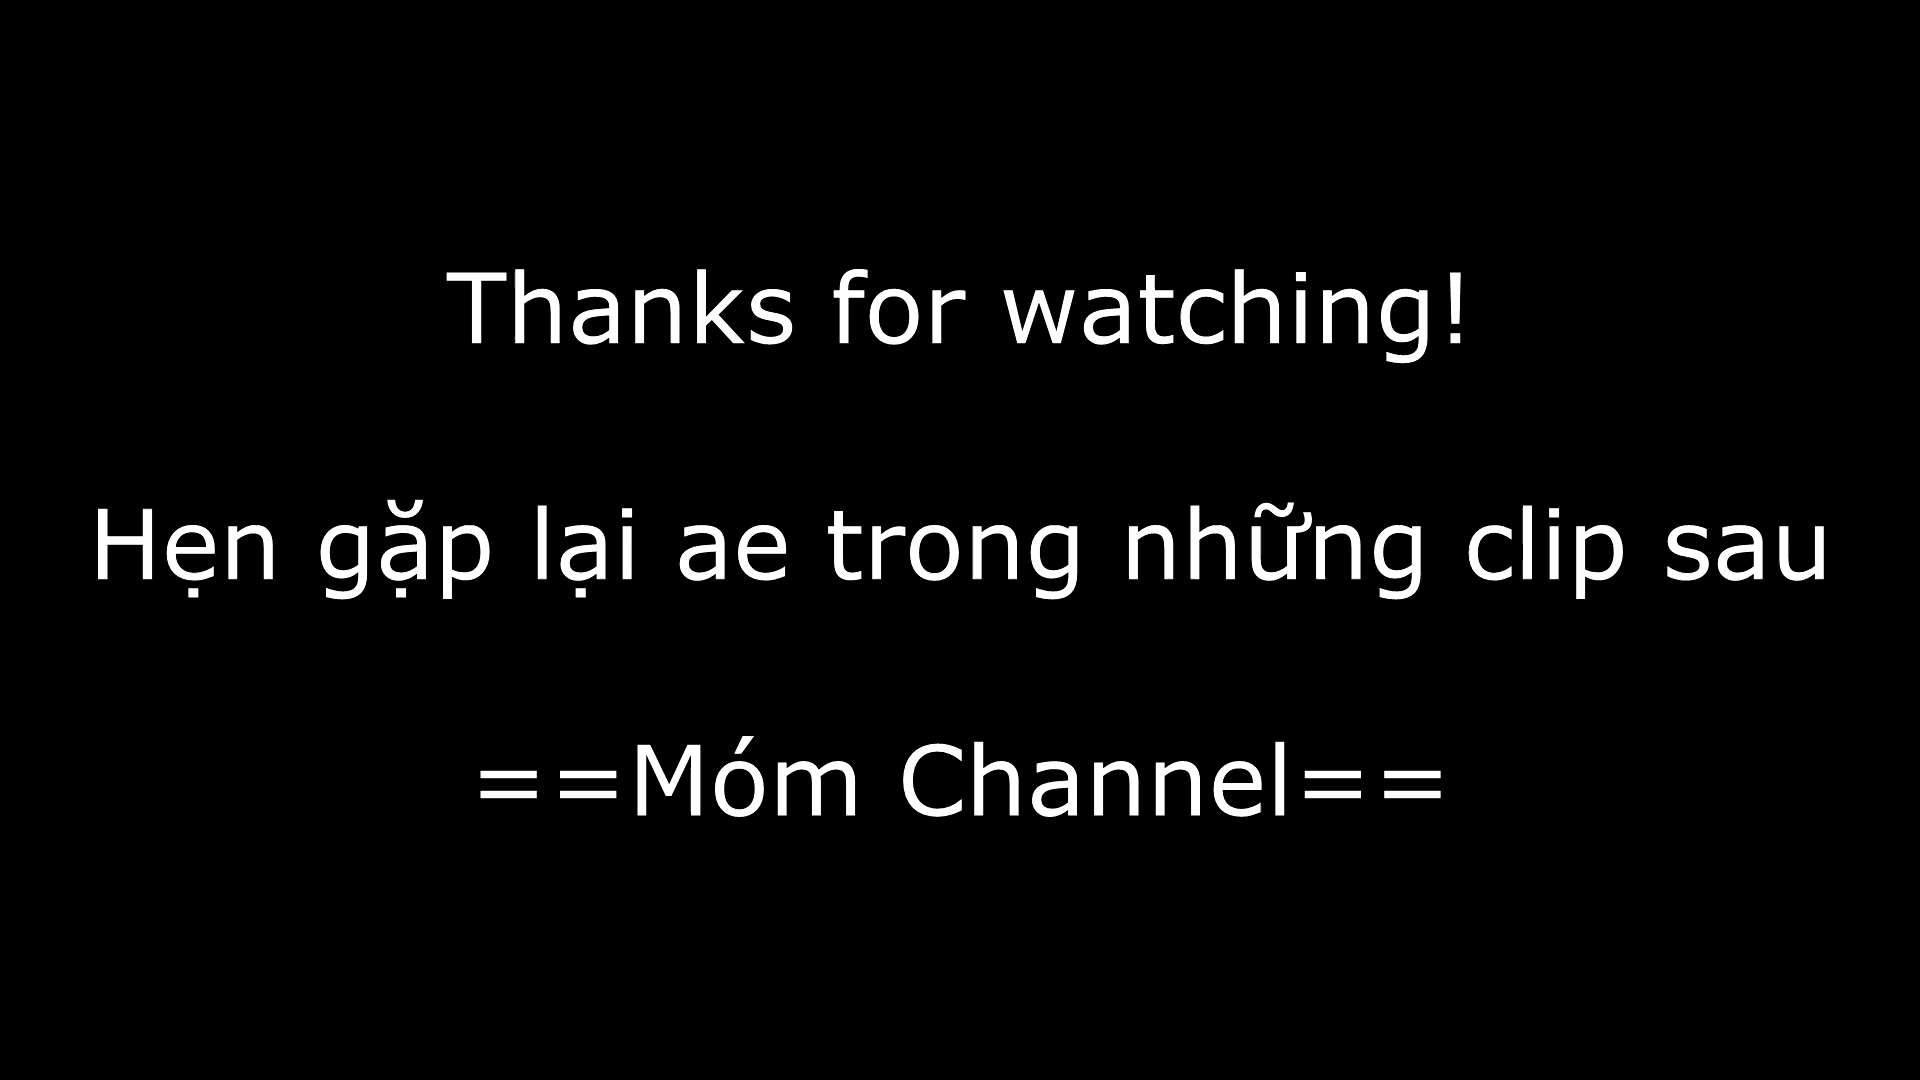 Thanks for watching!
Hẹn gặp lại ae trong những clip sau
==Móm Channel==